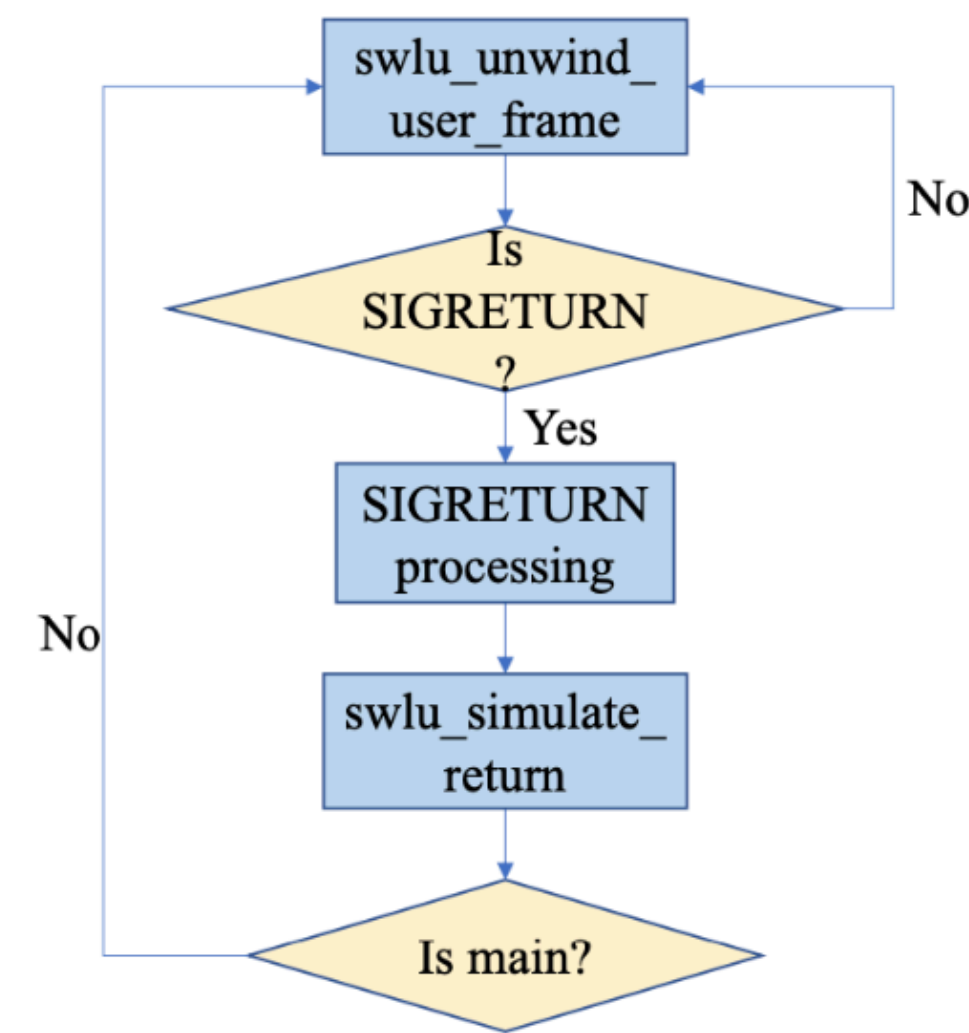 swlu_unwind_
user_frame
No
Is
SIGRETURN
?
Yes
SIGRETURN
processing
No
swlu_simulate_
return
Is main?